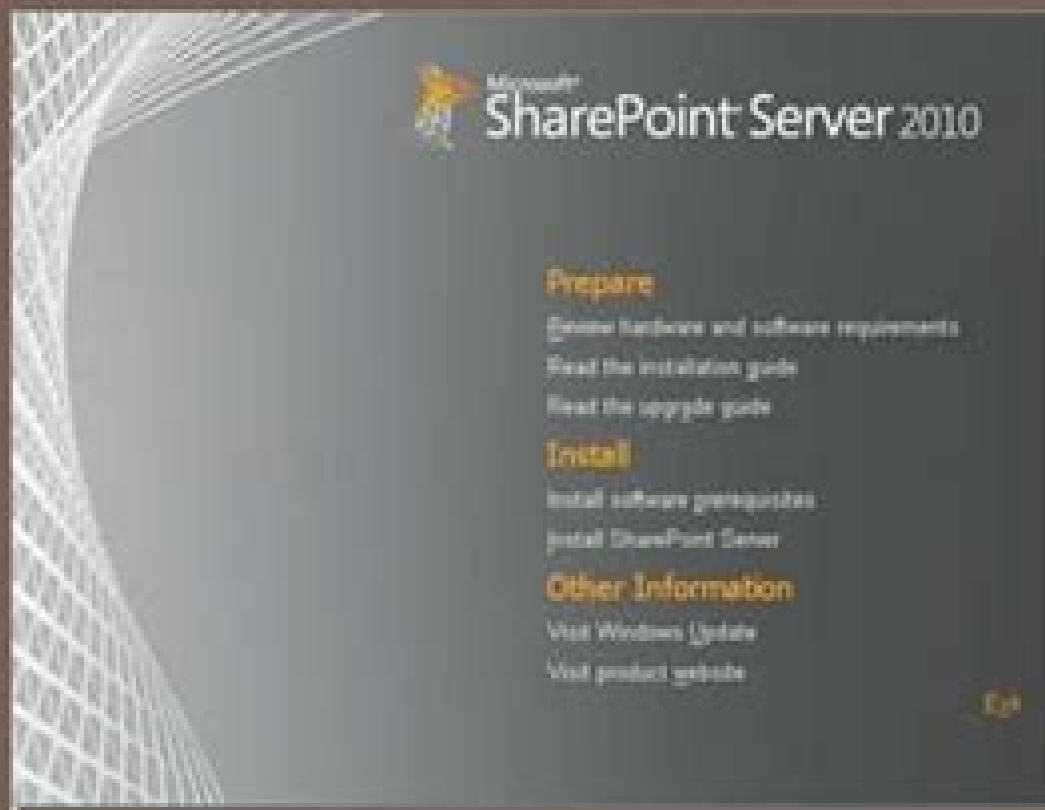 Microsoft
SharePoint Server 2010
Prepare
Review hardware and software requirements
Read the installation guide
Read the upgrade guide
Install
Install software prerequisites
Install SharePoint Server
Other Information
Visit Windows Update
Visit product website
Exit